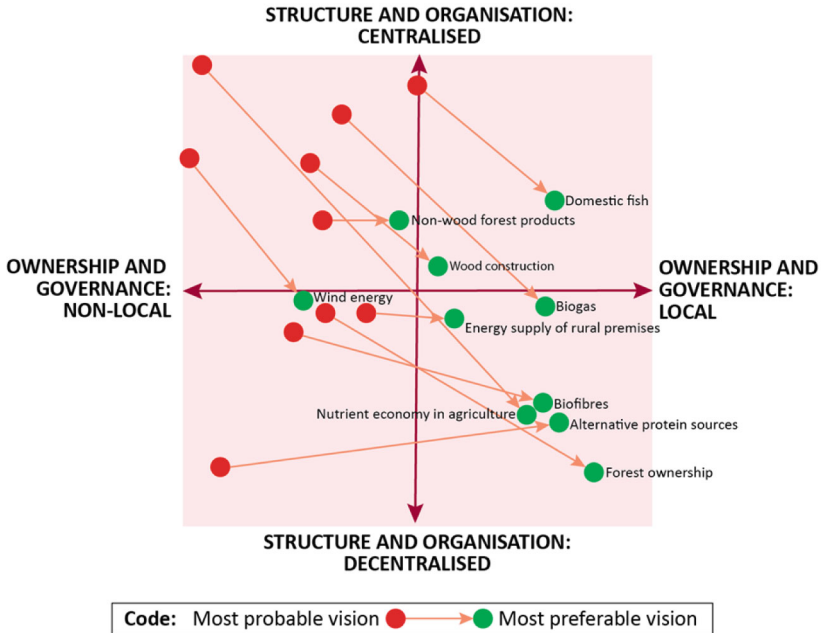 STRUCTURE AND ORGANISATION:
CENTRALISED
Domestic fish
Non-wood forest products
Wood construction
OWNERSHIP AND
GOVERNANCE:
NON-LOCAL
OWNERSHIP AND
GOVERNANCE:
LOCAL
Wind energy
Biogas
Energy supply of rural premises
Biofibres
Nutrient economy in agriculture
Alternative protein sources
Forest ownership
STRUCTURE AND ORGANISATION:
DECENTRALISED
Code: Most probable vision Most preferable vision